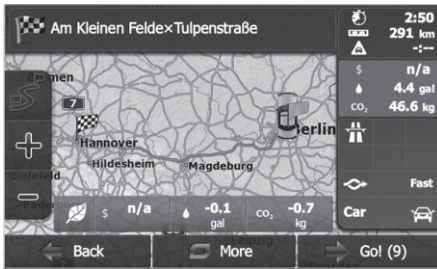 Am Kleinen Felde×Tulpenstraße
2:50
291 km
-:--
$ n/a
4.4 gal
CO₂ 46.6 kg
7
Hannover
Berlin
Hildesheim
Magdeburg
Bielefeld
$ n/a
-0.1 gal
CO₂ -0.7 kg
Fast
Car
Back
More
Go! (9)